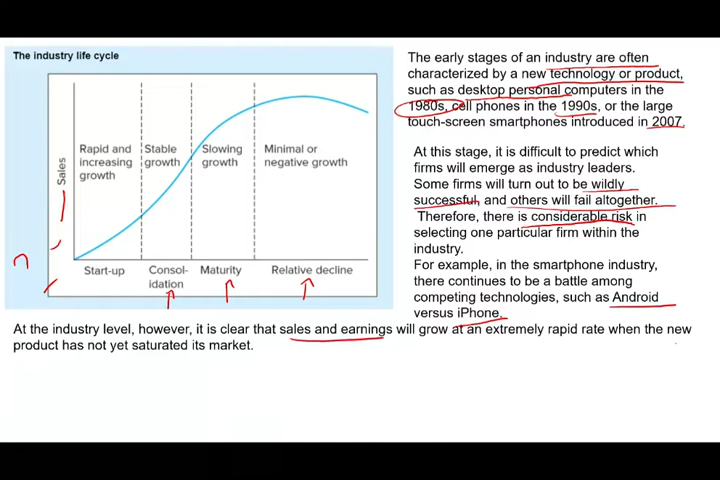 The industry life cycle
Sales
Rapid and
increasing
growth
Stable
growth
Slowing
growth
Minimal or
negative growth
Start-up
Consol-
idation
Maturity
Relative decline
The early stages of an industry are often
characterized by a new technology or product,
such as desktop personal computers in the
1980s, cell phones in the 1990s, or the large
touch-screen smartphones introduced in 2007.
At this stage, it is difficult to predict which
firms will emerge as industry leaders.
Some firms will turn out to be wildly
successful, and others will fail altogether.
Therefore, there is considerable risk in
selecting one particular firm within the
industry.
For example, in the smartphone industry,
there continues to be a battle among
competing technologies, such as Android
versus iPhone.
At the industry level, however, it is clear that sales and earnings will grow at an extremely rapid rate when the new
product has not yet saturated its market.